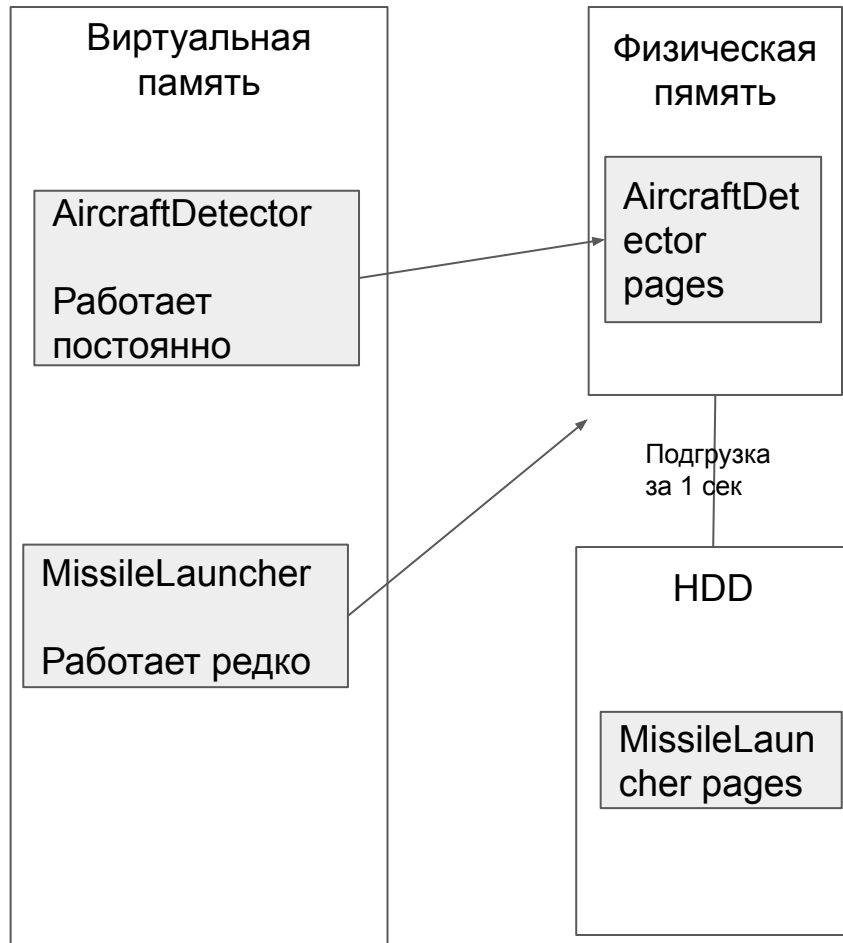 Виртуальная
память
AircraftDetector
Работает
постоянно
MissileLauncher
Работает редко
Физическая
пямять
AircraftDet
ector
pages
Подгрузка
за 1 сек
HDD
MissileLaun
cher pages